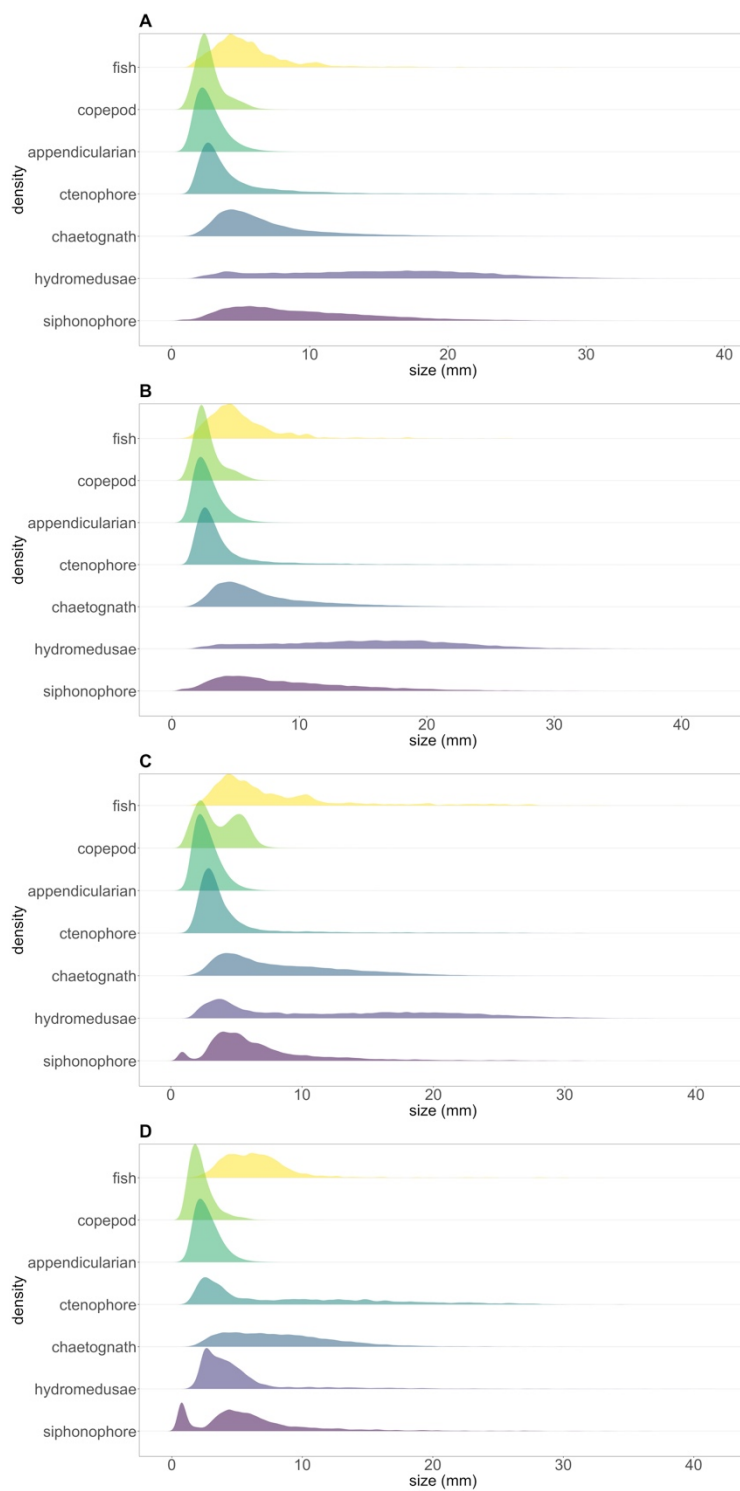 A
fish
copepod
appendicularian
ctenophore
chaetognath
hydromedusae
siphonophore
density
0 10 20 30 40
size (mm)
B
fish
copepod
appendicularian
ctenophore
chaetognath
hydromedusae
siphonophore
density
0 10 20 30 40
size (mm)
C
fish
copepod
appendicularian
ctenophore
chaetognath
hydromedusae
siphonophore
density
0 10 20 30 40
size (mm)
D
fish
copepod
appendicularian
ctenophore
chaetognath
hydromedusae
siphonophore
density
0 10 20 30 40
size (mm)